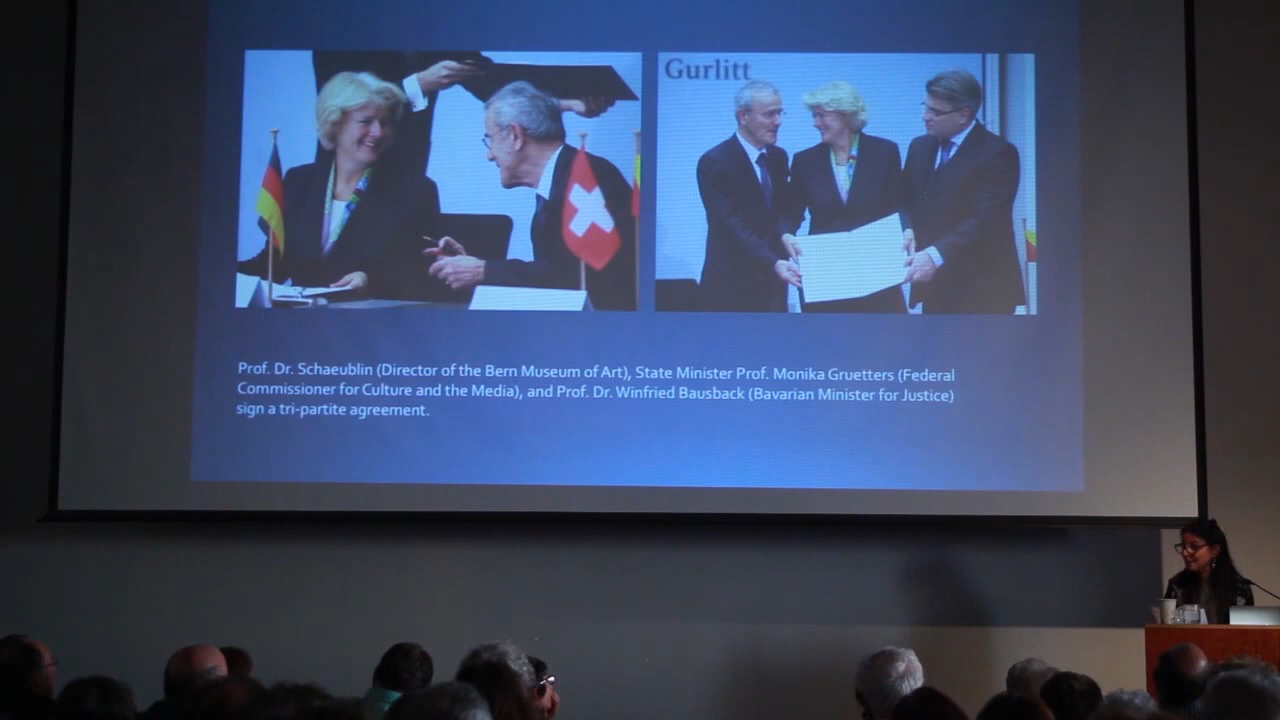 Gurlitt
Prof. Dr. Schaeublin (Director of the Bern Museum of Art), State Minister Prof. Monika Gruetters (Federal
Commissioner for Culture and the Media), and Prof. Dr. Winfried Bausback (Bavarian Minister for Justice)
sign a tri-partite agreement.